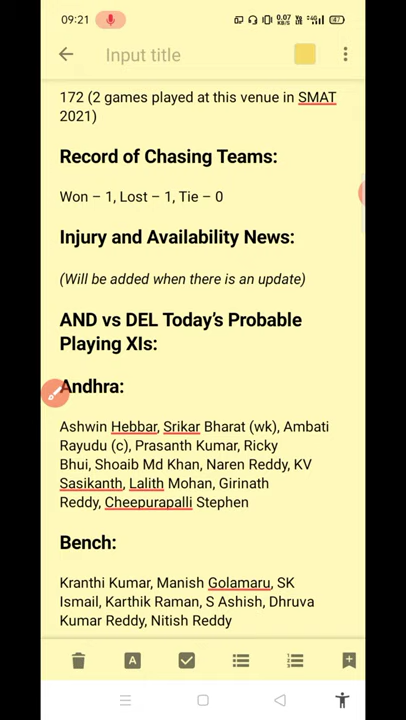 09:21
0.07
KB/S
47
Input title
172 (2 games played at this venue in SMAT
2021)
Record of Chasing Teams:
Won – 1, Lost – 1, Tie – 0
Injury and Availability News:
(Will be added when there is an update)
AND vs DEL Today's Probable
Playing XIs:
Andhra:
Ashwin Hebbar, Srikar Bharat (wk), Ambati
Rayudu (c), Prasanth Kumar, Ricky
Bhui, Shoaib Md Khan, Naren Reddy, KV
Sasikanth, Lalith Mohan, Girinath
Reddy, Cheepurapalli Stephen
Bench:
Kranthi Kumar, Manish Golamaru, SK
Ismail, Karthik Raman, S Ashish, Dhruva
Kumar Reddy, Nitish Reddy
A